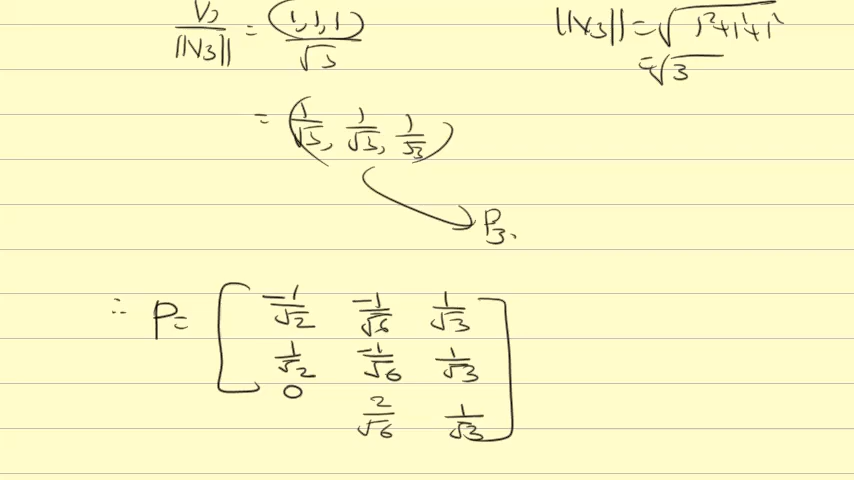 V3/||V3|| = (1,1,1)/√3 ||V3|| = √1²+1²+1²
= √3
= (1/√3, 1/√3, 1/√3)
P3.
∴ P = [ -1/√2 -1/√6 1/√3
1/√2 -1/√6 1/√3
0 2/√6 1/√3 ]